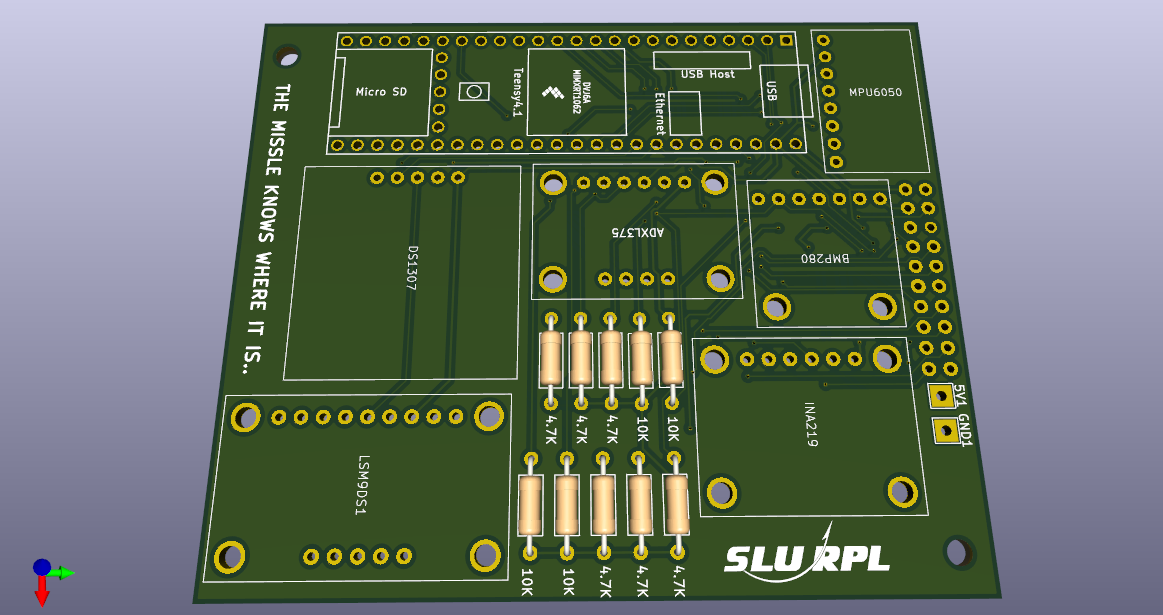 Micro SD
Teensy4.1
DVJ6A
MIMXRT1062
USB Host
Ethernet
USB
MPU6050
THE MISSLE KNOWS WHERE IT IS..
DS1307
ADXL375
BMP280
4.7K
4.7K
4.7K
10K
10K
INA219
5V1
GND1
LSM9DS1
10K
10K
4.7K
4.7K
4.7K
SLU RPL